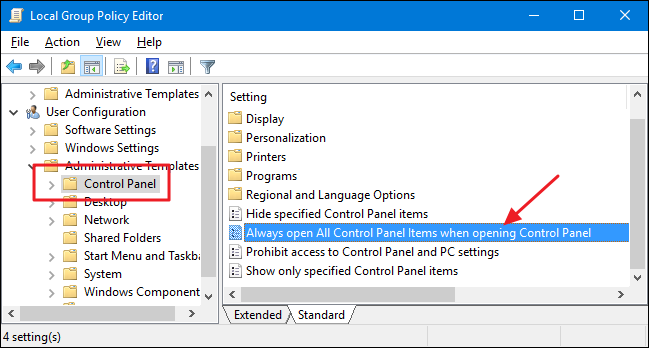 Local Group Policy Editor
File Action View Help
Administrative Templates
User Configuration
Software Settings
Windows Settings
Administrative Templates
Control Panel
Desktop
Network
Shared Folders
Start Menu and Taskba
System
Windows Component
Setting
Display
Personalization
Printers
Programs
Regional and Language Options
Hide specified Control Panel items
Always open All Control Panel Items when opening Control Panel
Prohibit access to Control Panel and PC settings
Show only specified Control Panel items
Extended Standard
4 setting(s)